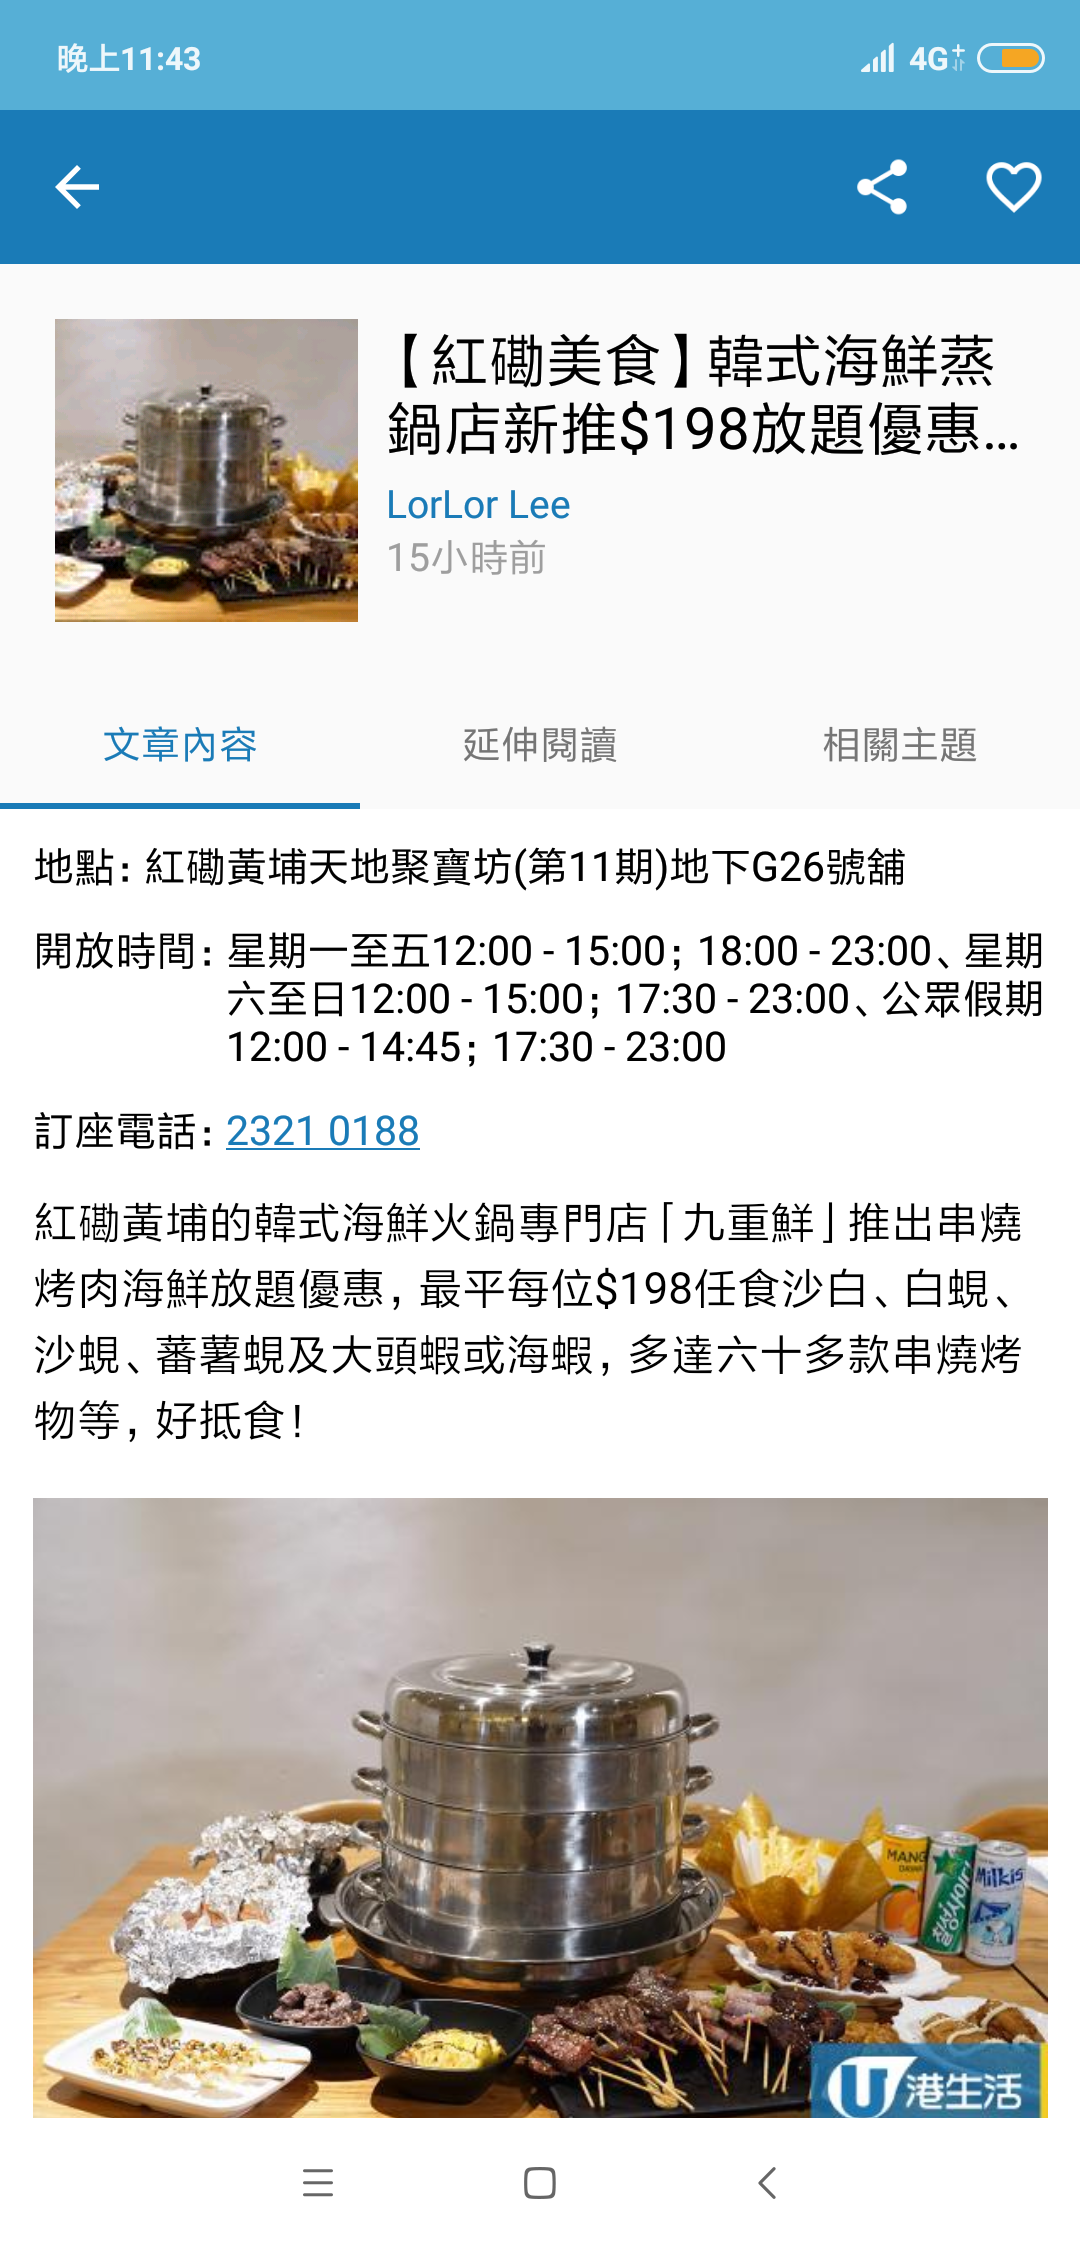 晚上11:43
4G+
【紅磡美食】韓式海鮮蒸
鍋店新推$198放題優惠...
LorLor Lee
15小時前
文章內容
延伸閱讀
相關主題
地點：紅磡黃埔天地聚寶坊(第11期)地下G26號舖
開放時間：星期一至五12:00 - 15:00；18:00 - 23:00、星期
六至日12:00 - 15:00；17:30 - 23:00、公眾假期
12:00 - 14:45；17:30 - 23:00
訂座電話：2321 0188
紅磡黃埔的韓式海鮮火鍋專門店「九重鮮」推出串燒
烤肉海鮮放題優惠，最平每位$198任食沙白、白蜆、
沙蜆、蕃薯蜆及大頭蝦或海蝦，多達六十多款串燒烤
物等，好抵食！
MANG
칠성사이다
Milkis
U港生活